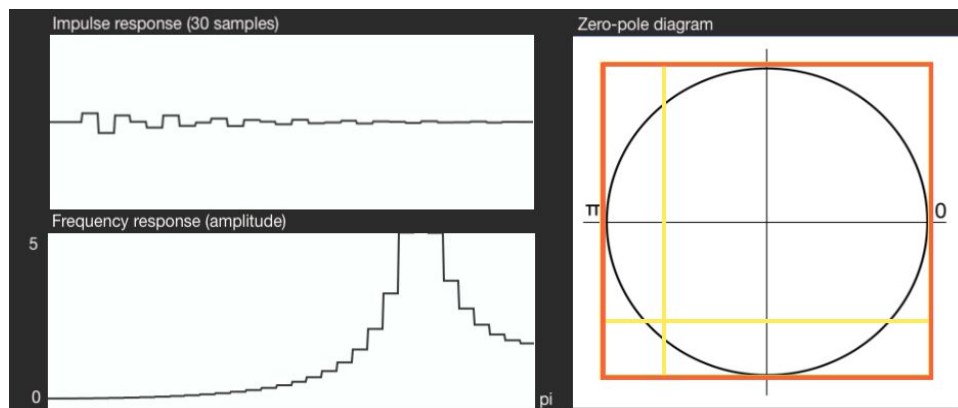 Impulse response (30 samples)
Zero-pole diagram
π
0
Frequency response (amplitude)
5
0
pi